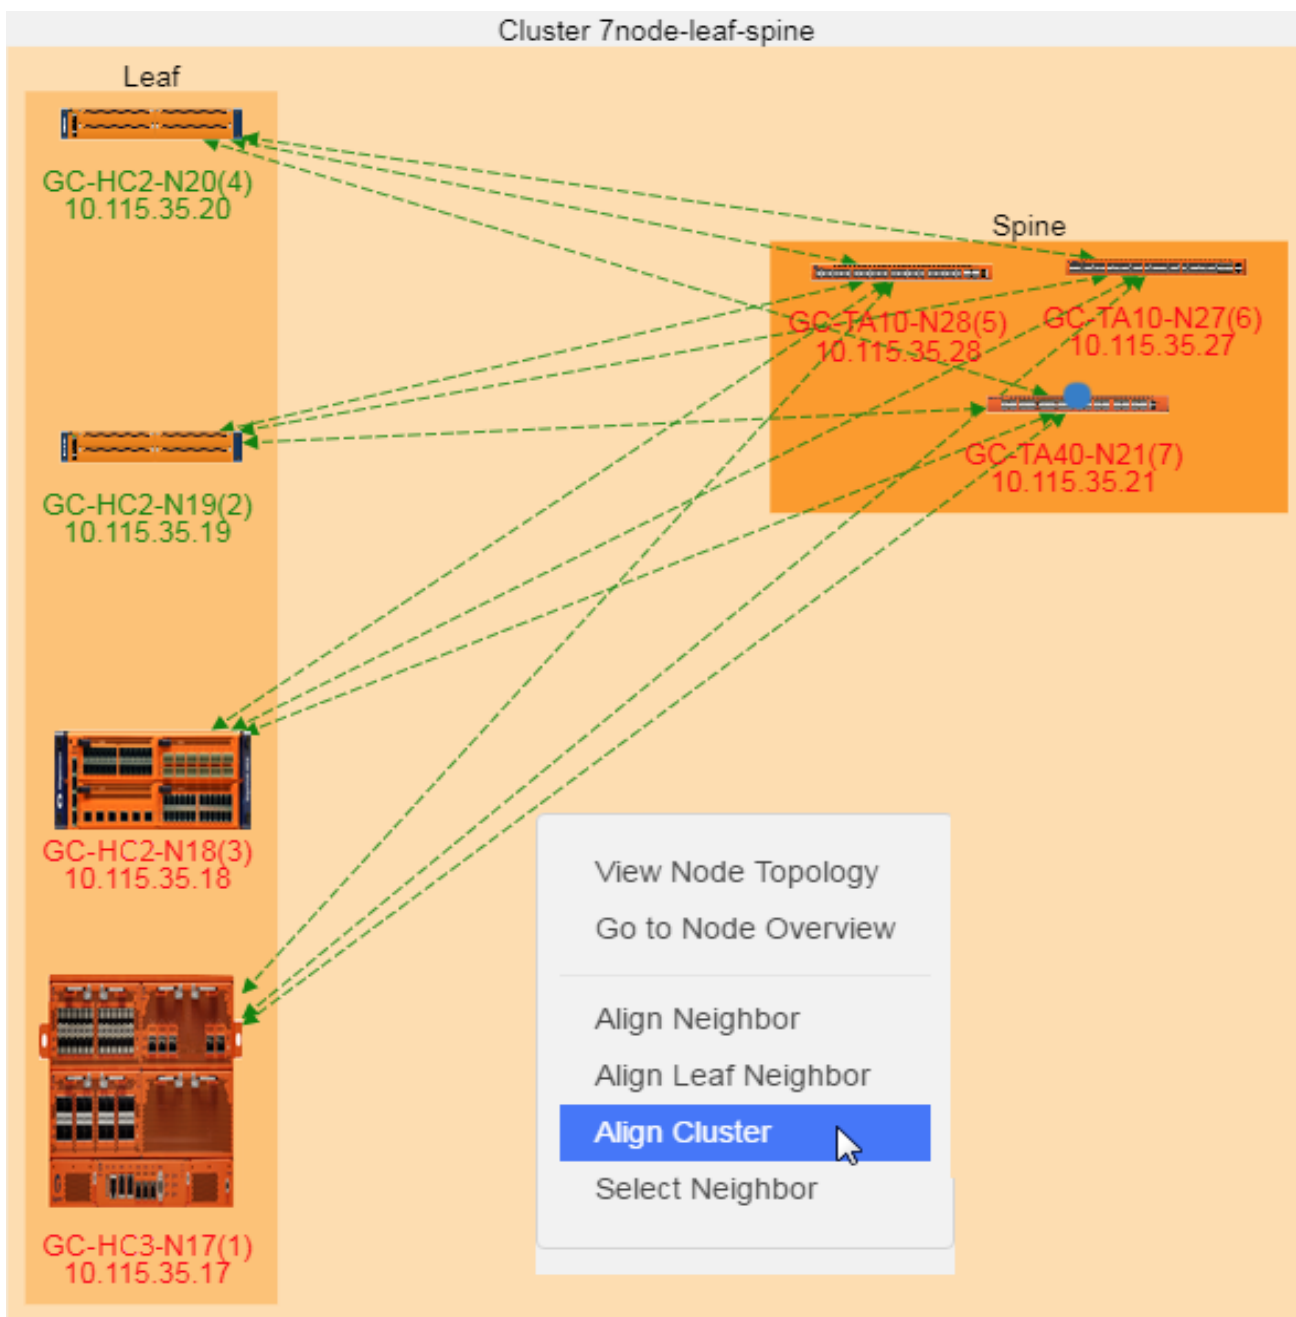 Cluster 7node-leaf-spine
Leaf
GC-HC2-N20(4)
10.115.35.20
Spine
GC-TA10-N28(5)
10.115.35.28
GC-TA10-N27(6)
10.115.35.27
GC-TA40-N21(7)
10.115.35.21
GC-HC2-N19(2)
10.115.35.19
GC-HC2-N18(3)
10.115.35.18
GC-HC3-N17(1)
10.115.35.17
View Node Topology
Go to Node Overview
Align Neighbor
Align Leaf Neighbor
Align Cluster
Select Neighbor